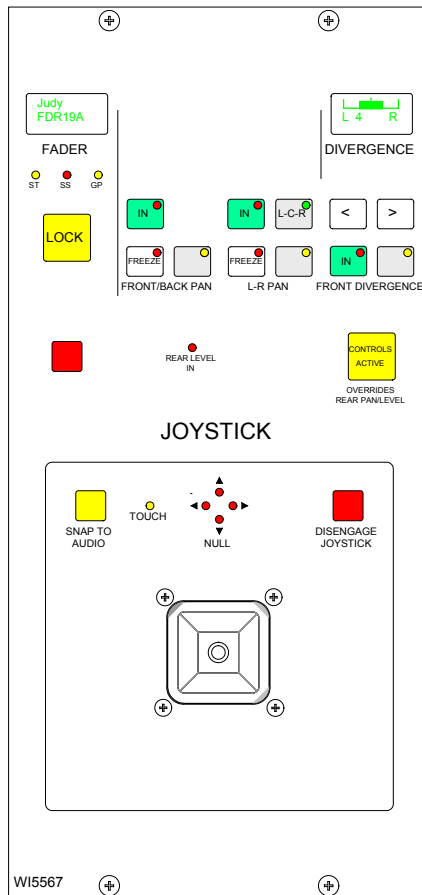 Judy
FDR19A
L 4 R
FADER
DIVERGENCE
ST SS GP
IN
IN
L-C-R
<
>
LOCK
FREEZE
FREEZE
IN
FRONT/BACK PAN
L-R PAN
FRONT DIVERGENCE
REAR LEVEL
IN
CONTROLS
ACTIVE
OVERRIDES
REAR PAN/LEVEL
JOYSTICK
SNAP TO
AUDIO
TOUCH
-
NULL
DISENGAGE
JOYSTICK
WI5567